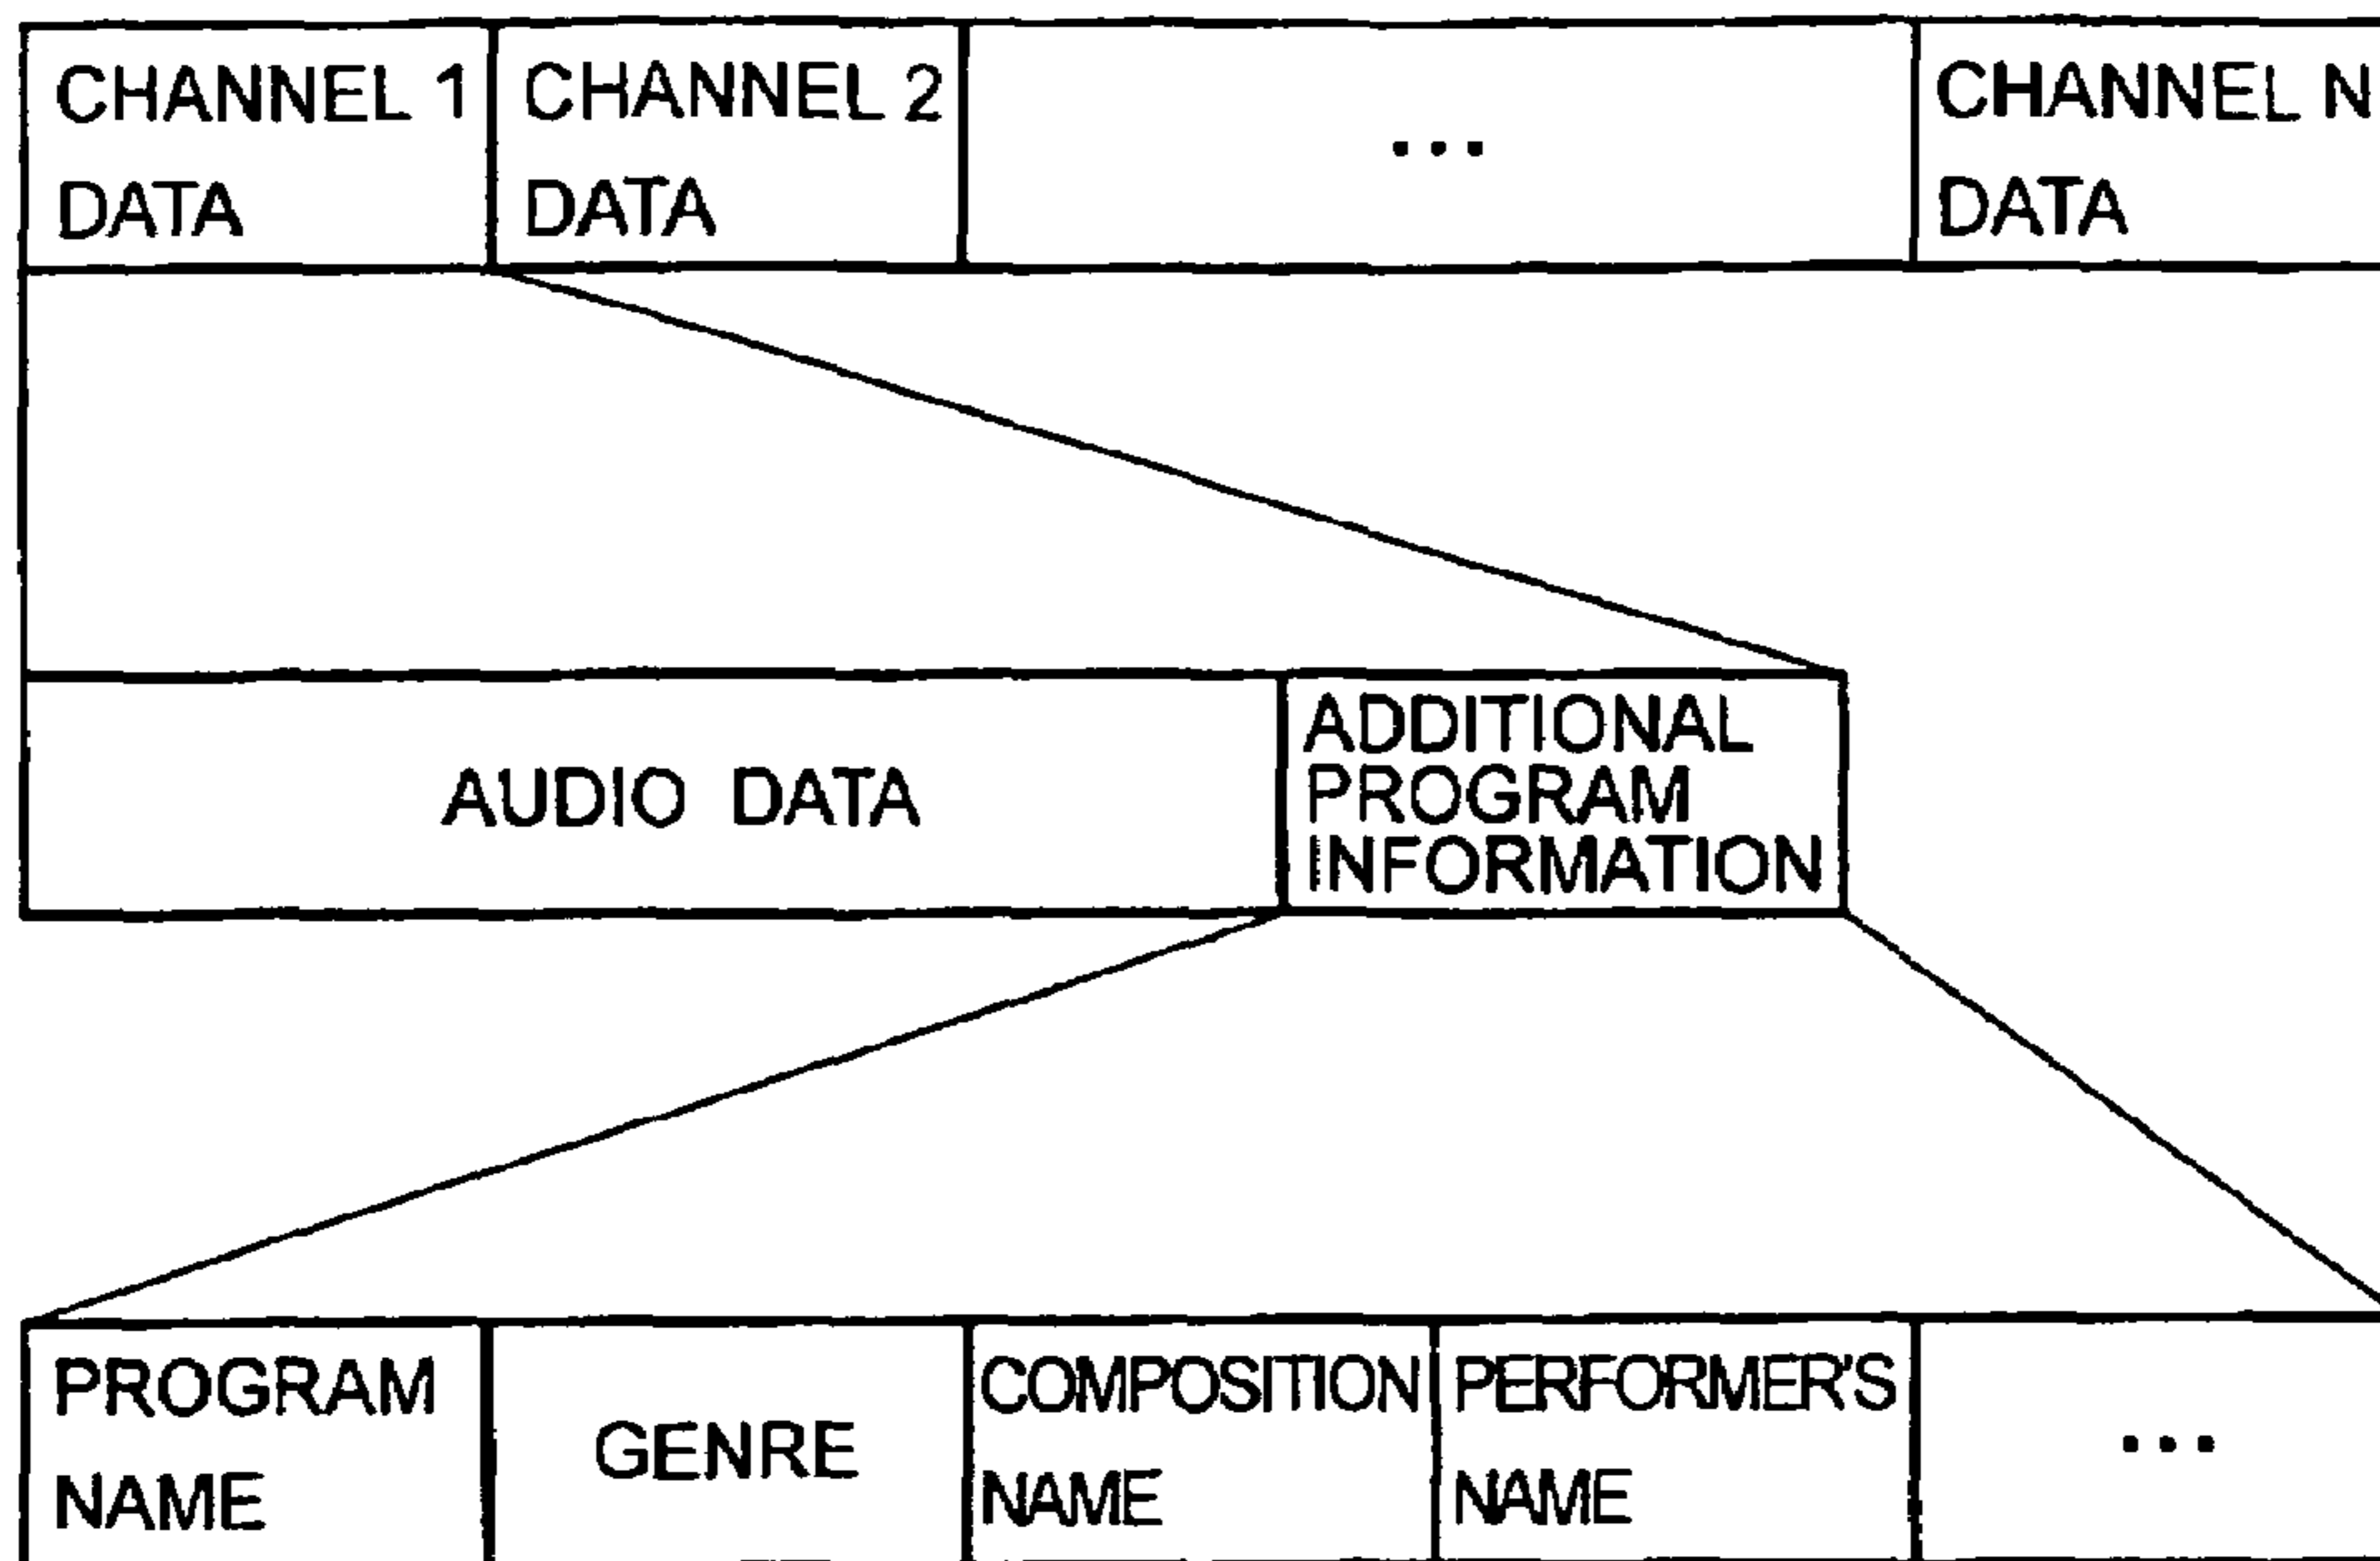 CHANNEL 1
DATA
CHANNEL 2
DATA
...
CHANNEL N
DATA
AUDIO DATA
ADDITIONAL
PROGRAM
INFORMATION
PROGRAM
NAME
GENRE
COMPOSITION
NAME
PERFORMER'S
NAME
...